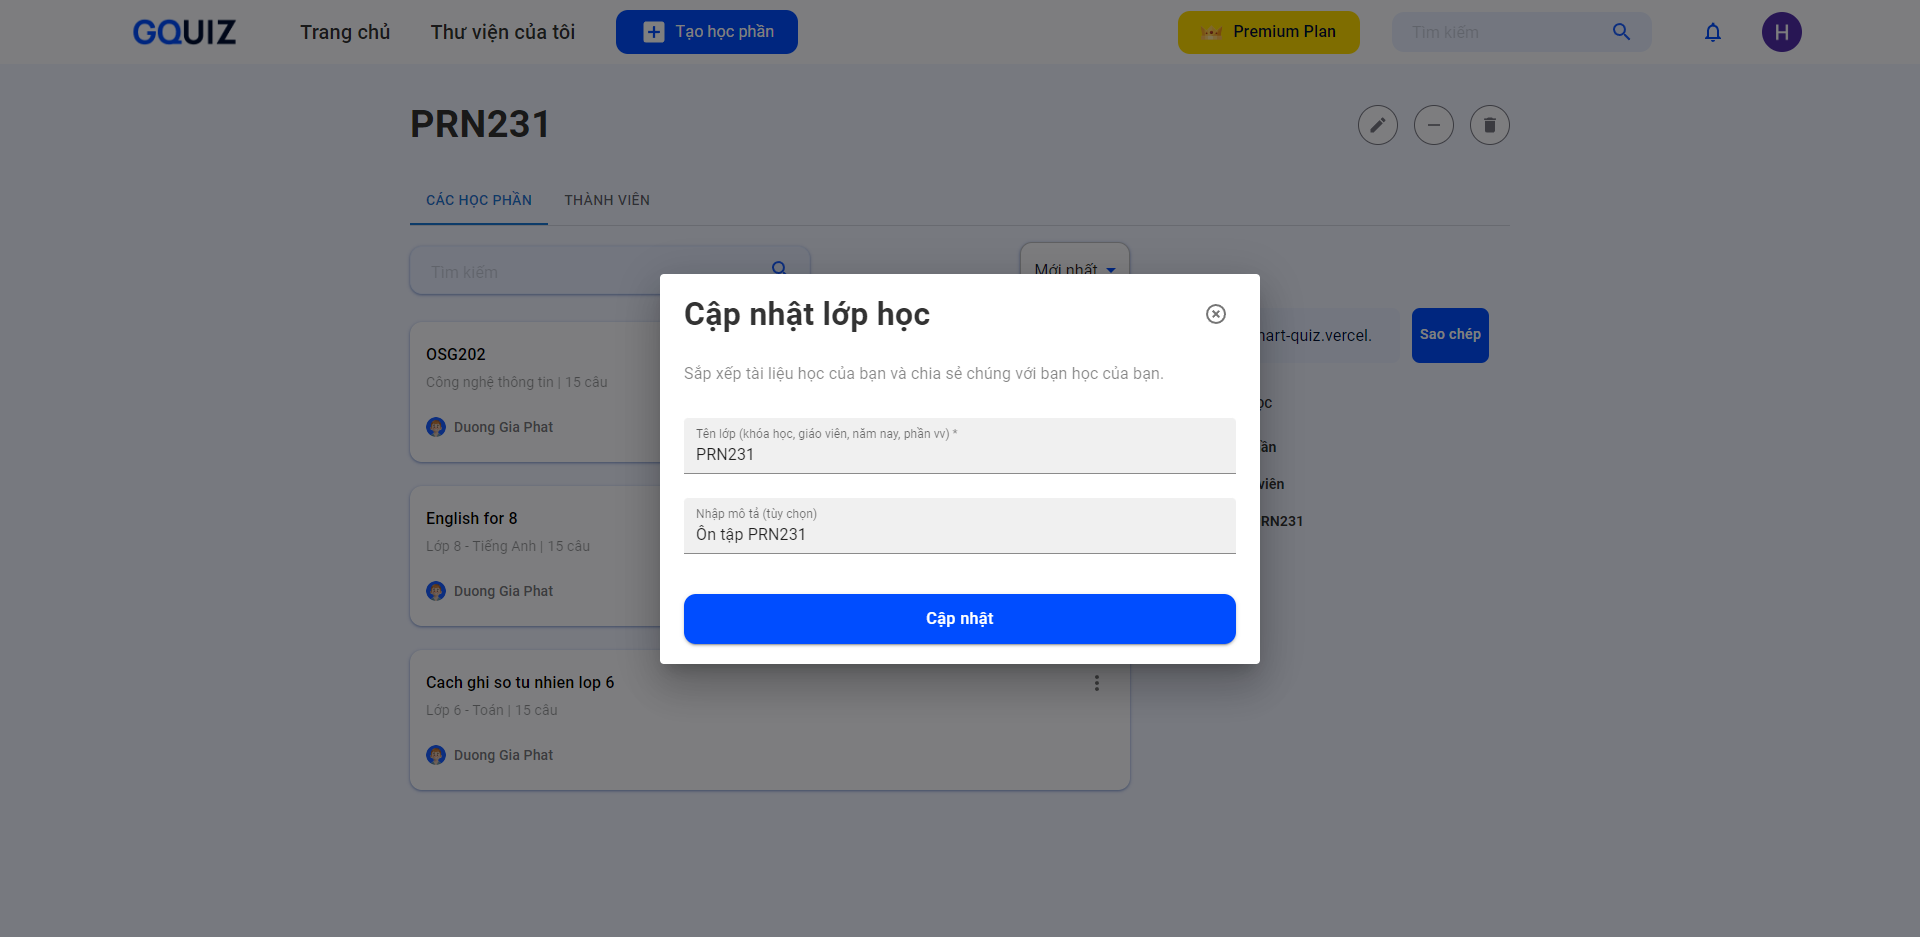 GQUIZ
Trang chủ
Thư viện của tôi
Tạo học phần
Premium Plan
Tìm kiếm
H
PRN231
CÁC HỌC PHẦN
THÀNH VIÊN
Tìm kiếm
Mới nhất
Cập nhật lớp học
Sắp xếp tài liệu học của bạn và chia sẻ chúng với bạn học của bạn.
Tên lớp (khóa học, giáo viên, năm nay, phần vv) *
PRN231
Nhập mô tả (tùy chọn)
Ôn tập PRN231
Cập nhật
OSG202
Công nghệ thông tin | 15 câu
Duong Gia Phat
English for 8
Lớp 8 - Tiếng Anh | 15 câu
Duong Gia Phat
Cach ghi so tu nhien lop 6
Lớp 6 - Toán | 15 câu
Duong Gia Phat
art-quiz.vercel.
Sao chép
viên
RN231